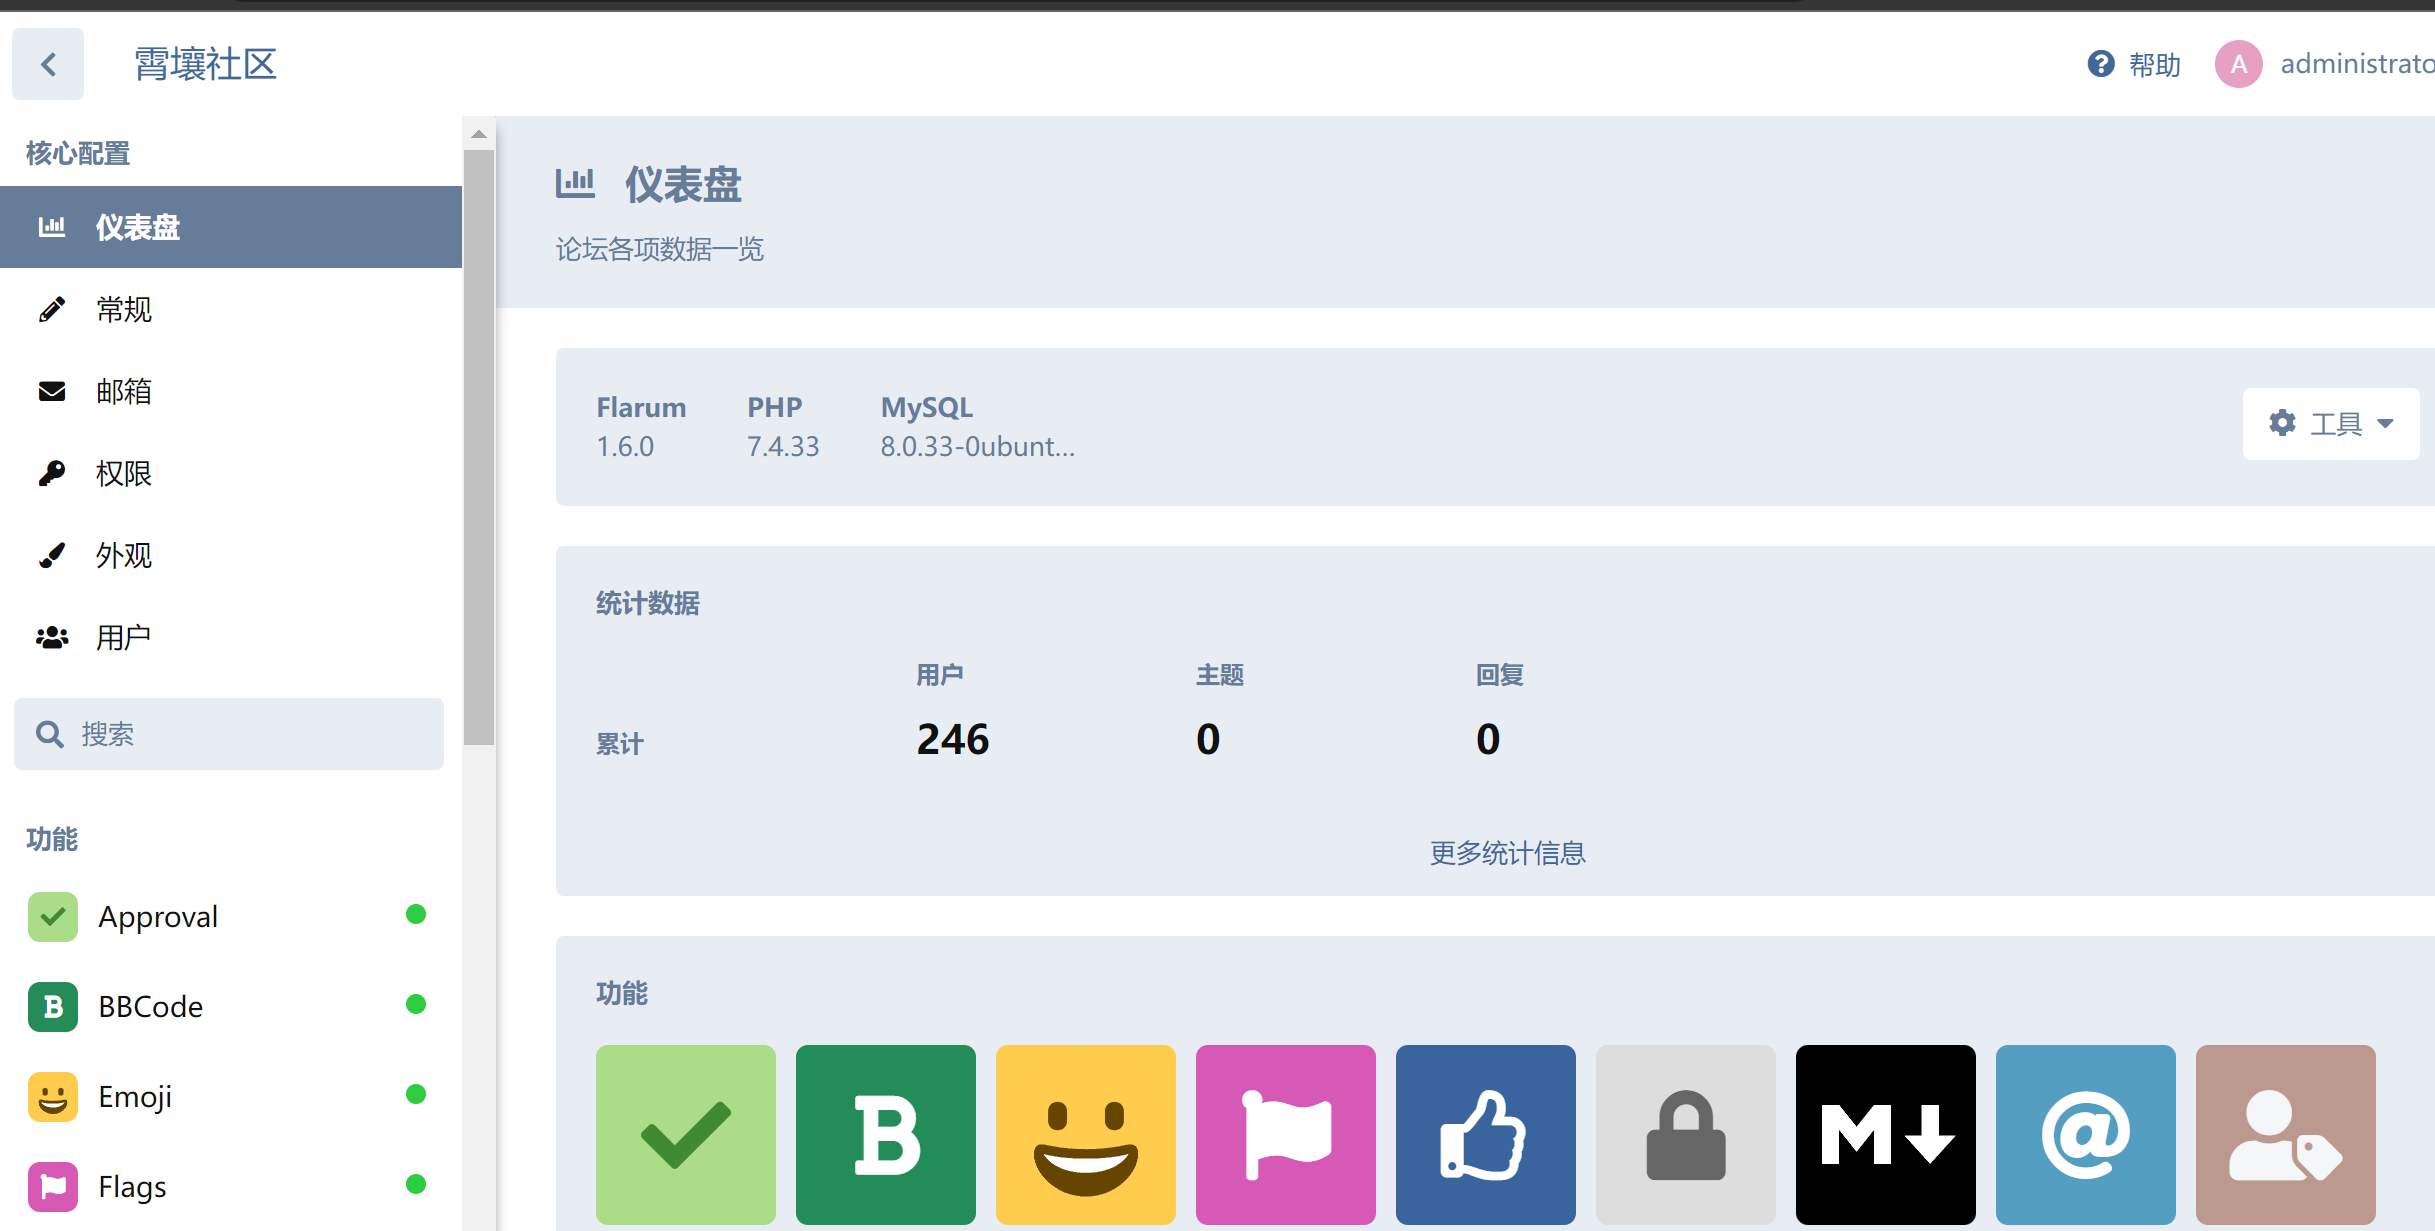 霄壤社区
帮助
A
administrato
核心配置
仪表盘
常规
邮箱
权限
外观
用户
搜索
功能
Approval
BBCode
Emoji
Flags
仪表盘
论坛各项数据一览
Flarum PHP MySQL
1.6.0 7.4.33 8.0.33-0ubunt...
工具
统计数据
用户 主题 回复
累计 246 0 0
更多统计信息
功能